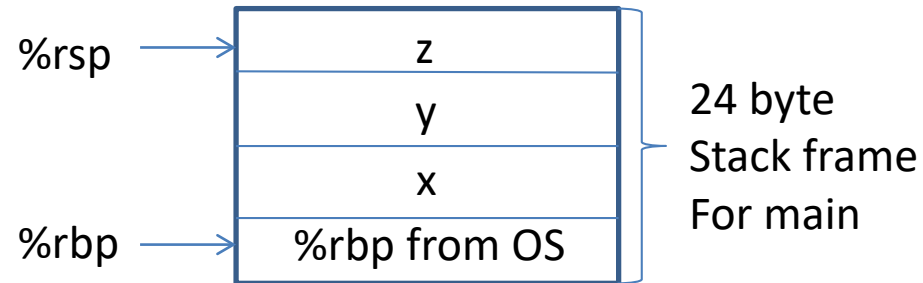 %rsp
z
y
x
%rbp
%rbp from OS
24 byte
Stack frame
For main